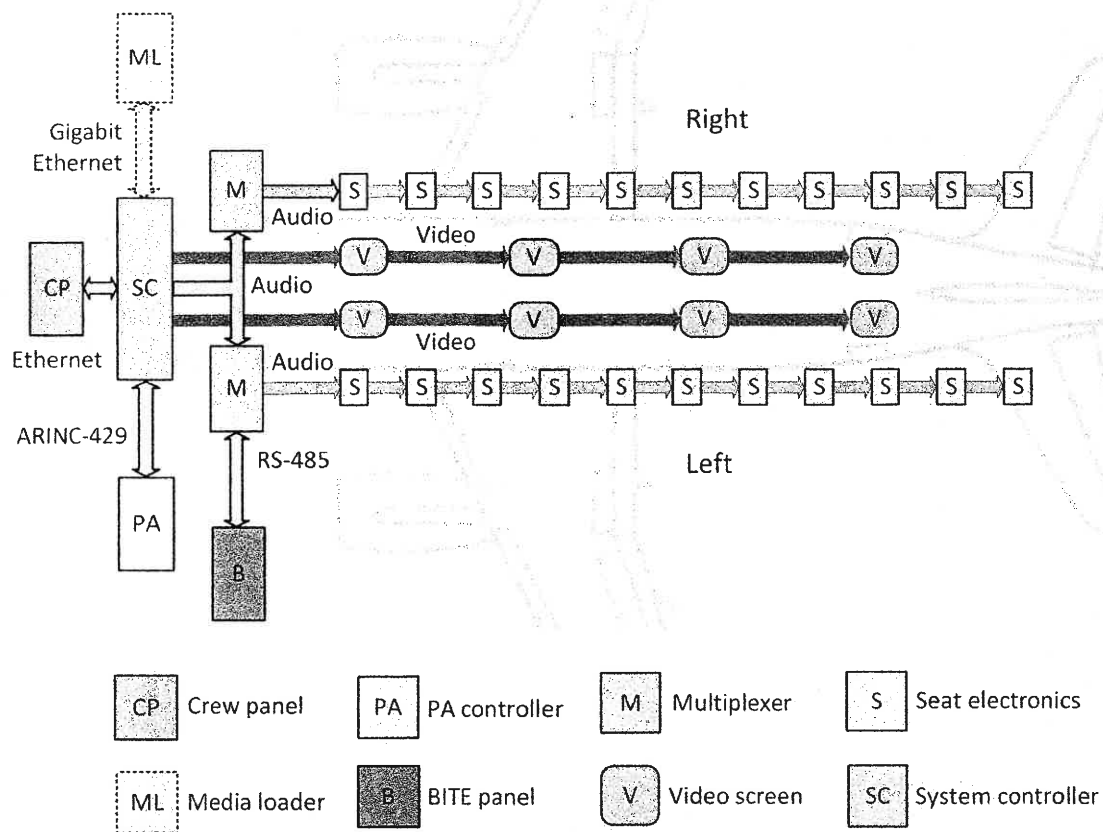 ML
Gigabit
Ethernet
Right
M
S S S S S S S S S S S
Audio
Video
V V V V
CP
SC
Audio
V V V V
Ethernet
Video
Audio
M
S S S S S S S S S S S
ARINC-429
RS-485
Left
PA
B
CP Crew panel
PA PA controller
M Multiplexer
S Seat electronics
ML Media loader
B BITE panel
V Video screen
SC System controller